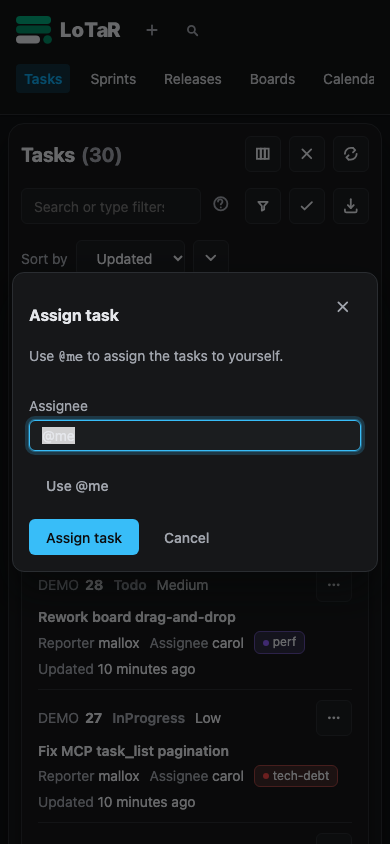 LoTaR
Tasks Sprints Releases Boards Calenda
Tasks (30)
Search or type filters
Sort by Updated
Assign task
Use @me to assign the tasks to yourself.
Assignee
@me
Use @me
Assign task Cancel
DEMO 28 Todo Medium
Rework board drag-and-drop
Reporter mallox Assignee carol perf
Updated 10 minutes ago
DEMO 27 InProgress Low
Fix MCP task_list pagination
Reporter mallox Assignee carol tech-debt
Updated 10 minutes ago